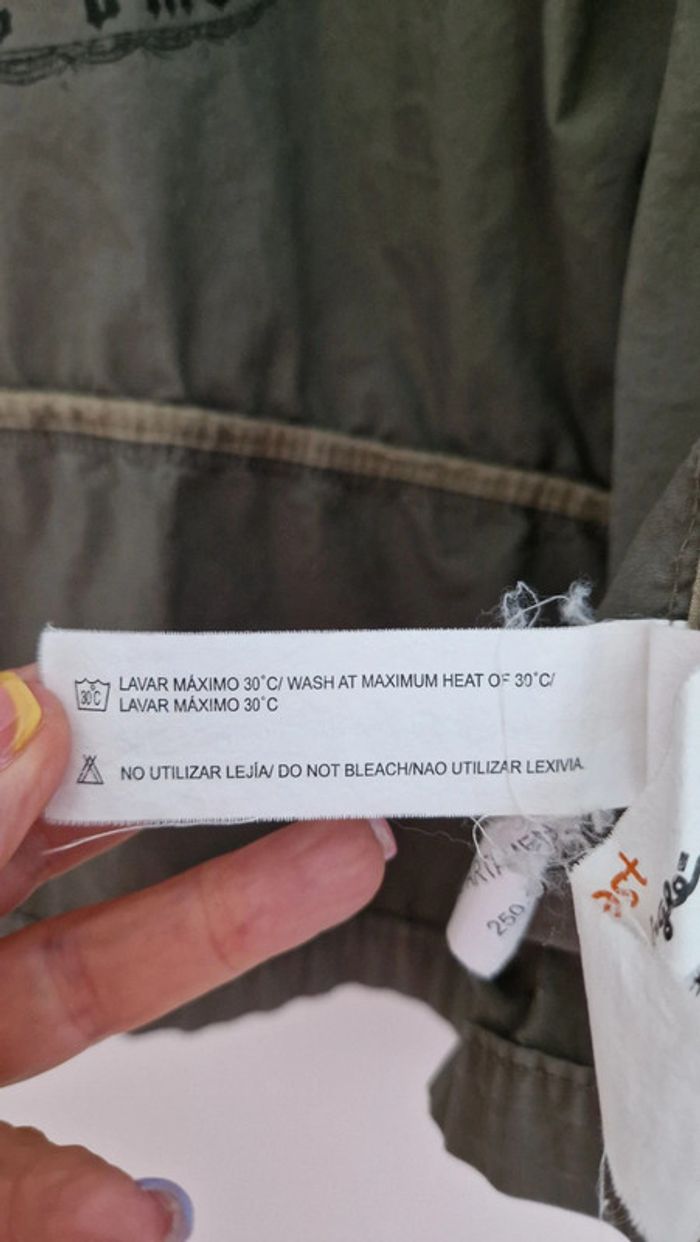 30°C
LAVAR MÁXIMO 30°C/ WASH AT MAXIMUM HEAT OF 30°C/
LAVAR MÁXIMO 30°C
NO UTILIZAR LEJÍA/ DO NOT BLEACH/NAO UTILIZAR LEXIVIA.
250